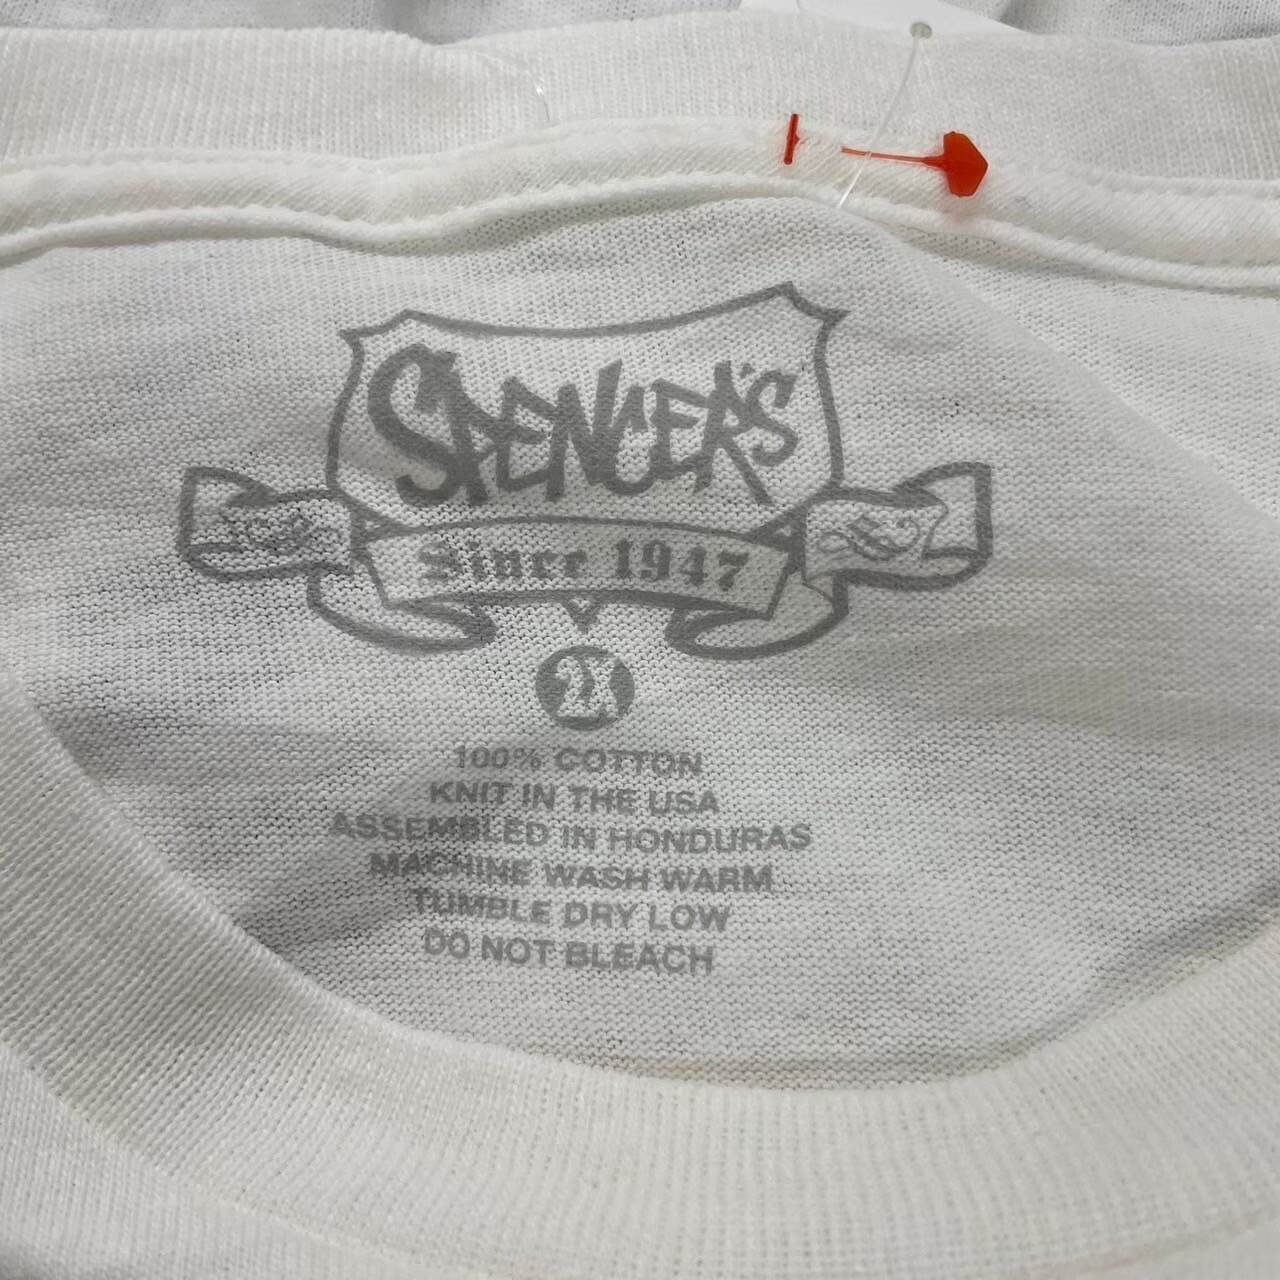 SPENCER'S
Since 1947
2X
100% COTTON
KNIT IN THE USA
ASSEMBLED IN HONDURAS
MACHINE WASH WARM
TUMBLE DRY LOW
DO NOT BLEACH